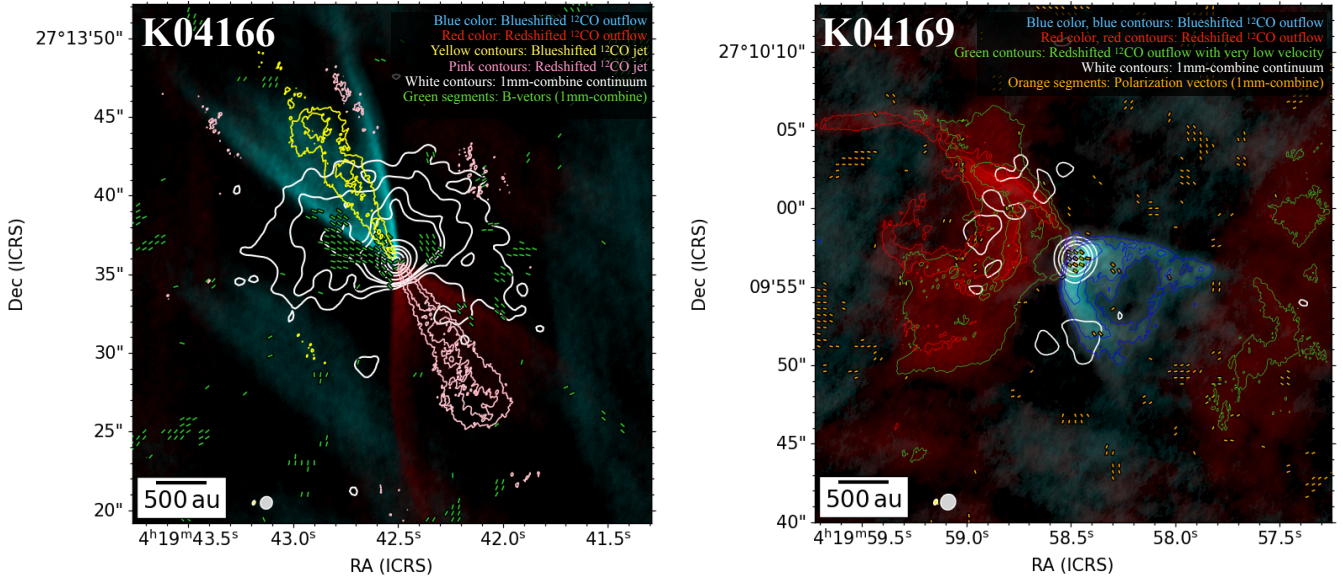 K04166
Blue color: Blueshifted ¹²CO outflow
Red color: Redshifted ¹²CO outflow
Yellow contours: Blueshifted ¹²CO jet
Pink contours: Redshifted ¹²CO jet
White contours: 1mm-combine continuum
Green segments: B-vetors (1mm-combine)
27°13'50"
45"
40"
35"
30"
25"
20"
Dec (ICRS)
500 au
4ʰ19ᵐ43.5ˢ 43.0ˢ 42.5ˢ 42.0ˢ 41.5ˢ
RA (ICRS)
K04169
Blue color, blue contours: Blueshifted ¹²CO outflow
Red color, red contours: Redshifted ¹²CO outflow
Green contours: Redshifted ¹²CO outflow with very low velocity
White contours: 1mm-combine continuum
Orange segments: Polarization vectors (1mm-combine)
27°10'10"
05"
00"
09'55"
50"
45"
40"
Dec (ICRS)
500 au
4ʰ19ᵐ59.5ˢ 59.0ˢ 58.5ˢ 58.0ˢ 57.5ˢ
RA (ICRS)